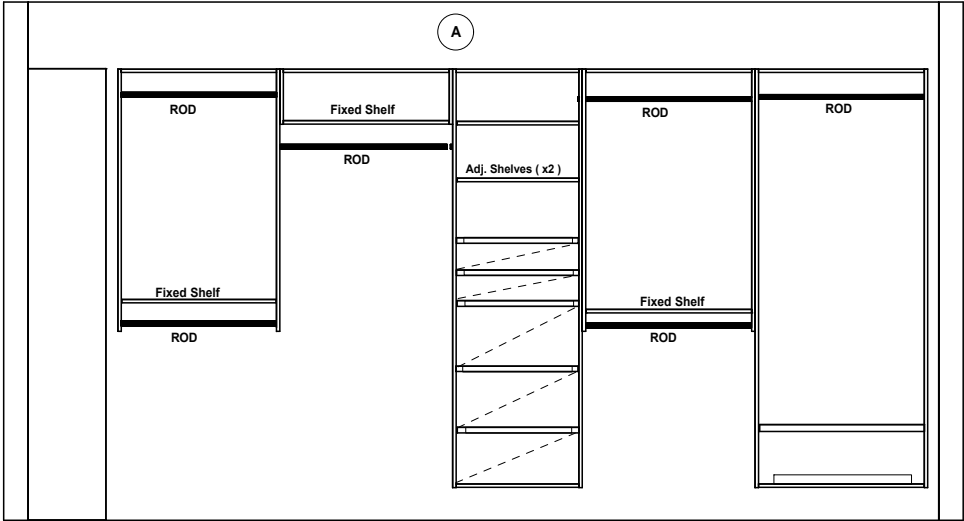 A
ROD
Fixed Shelf
ROD
ROD
ROD
Adj. Shelves ( x2 )
Fixed Shelf
Fixed Shelf
ROD
ROD